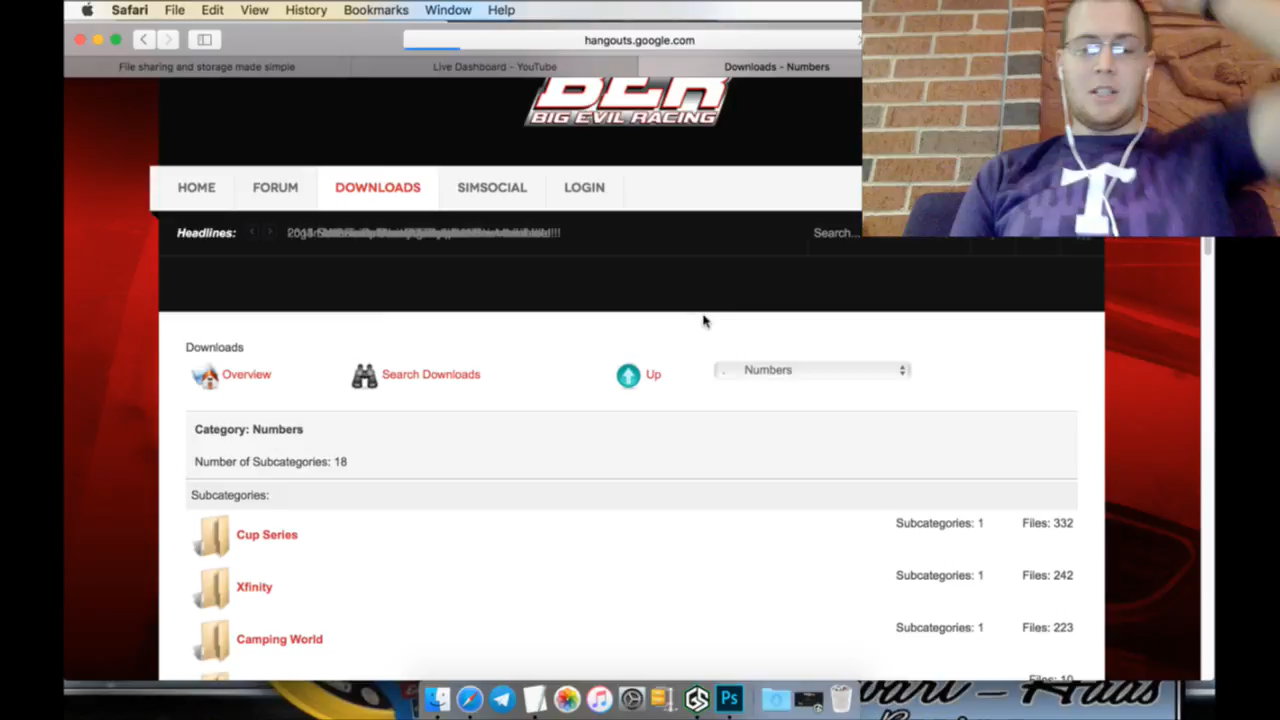 Safari File Edit View History Bookmarks Window Help
hangouts.google.com
File sharing and storage made simple Live Dashboard - YouTube Downloads - Numbers
BER
BIG EVIL RACING
HOME FORUM DOWNLOADS SIMSOCIAL LOGIN
Headlines: Search...
T
Downloads
Overview Search Downloads Up Numbers
Category: Numbers
Number of Subcategories: 18
Subcategories:
Cup Series Subcategories: 1 Files: 332
Xfinity Subcategories: 1 Files: 242
Camping World Subcategories: 1 Files: 223
Ps